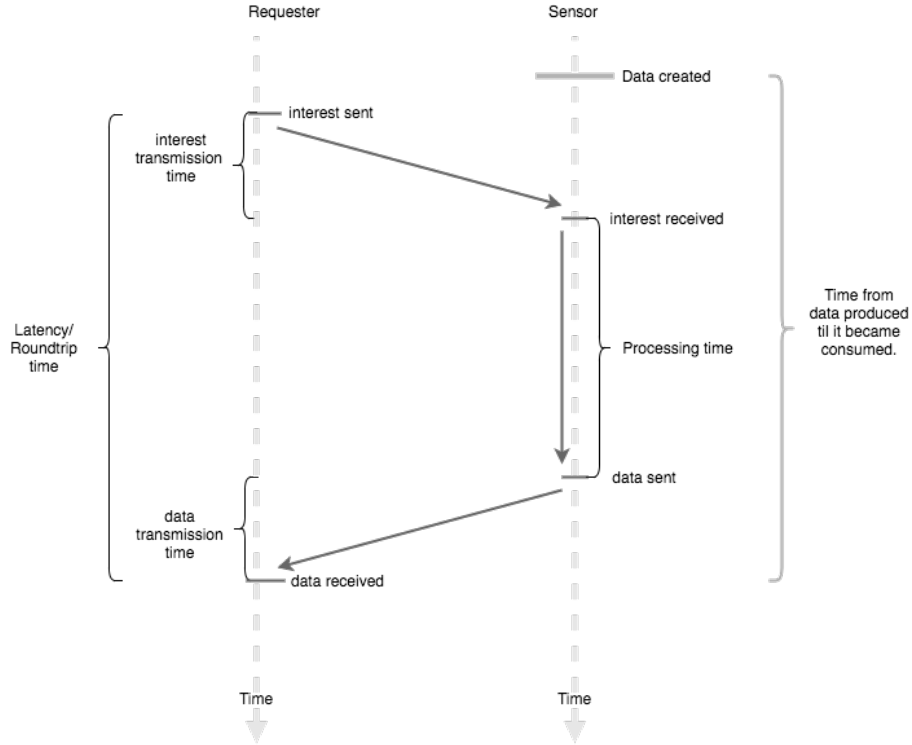 Requester
Sensor
Data created
interest sent
interest
transmission
time
interest received
Latency/
Roundtrip
time
Processing time
Time from
data produced
til it became
consumed.
data sent
data
transmission
time
data received
Time
Time